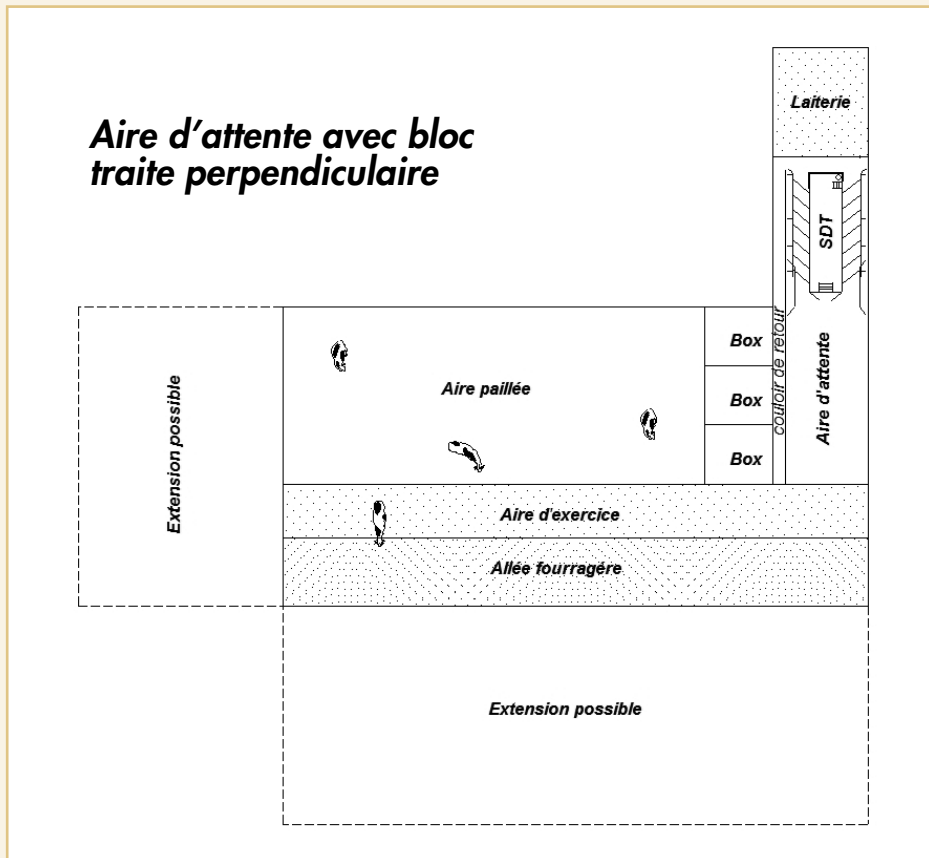 Aire d'attente avec bloc
traite perpendiculaire
Laiterie
SDT
couloir de retour
Aire d'attente
Box
Box
Box
Aire paillée
Extension possible
Aire d'exercice
Allée fourragére
Extension possible